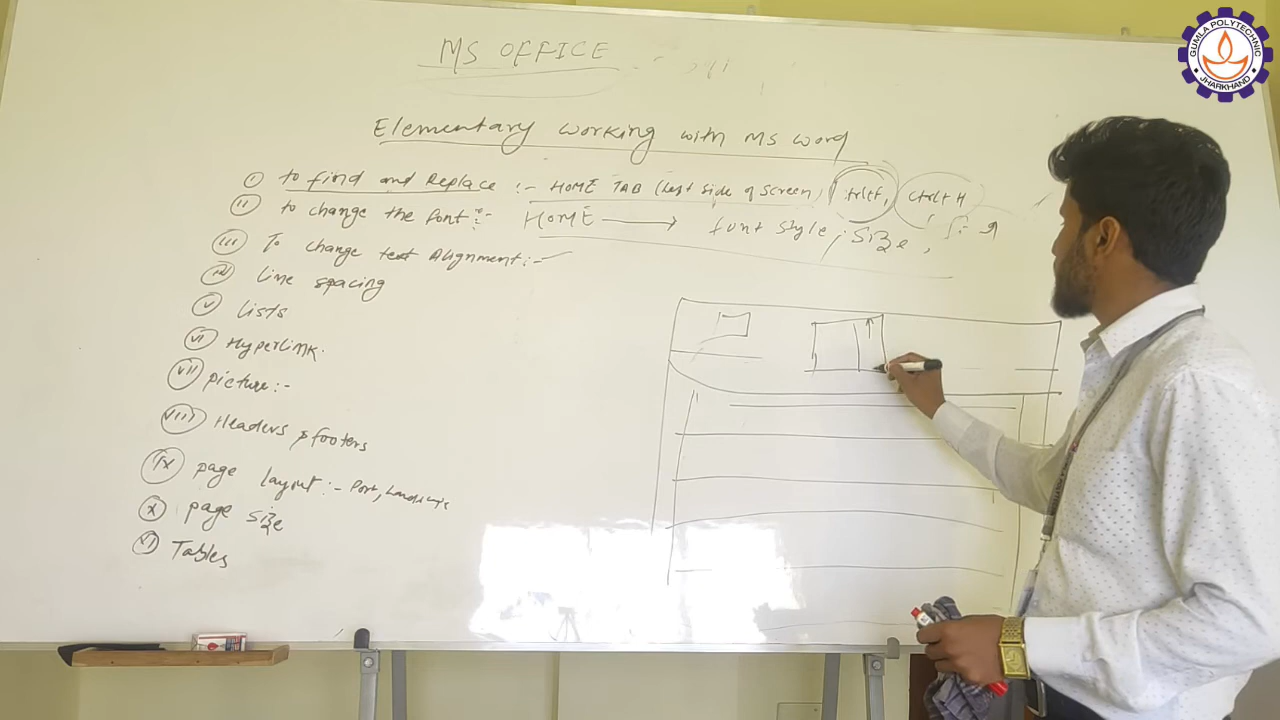 MS OFFICE
Elementary working with MS word
i to find and Replace :- HOME TAB (Left side of screen) ctrl+F, ctrl+H
ii to change the font :- HOME → font style, size,
iii To change text Alignment :-
iv line spacing
v Lists
vi Hyperlink.
vii picture :-
viii Headers & footers
ix page layout :- Port,
x page size
xi Tables
GUMLA POLYTECHNIC
JHARKHAND